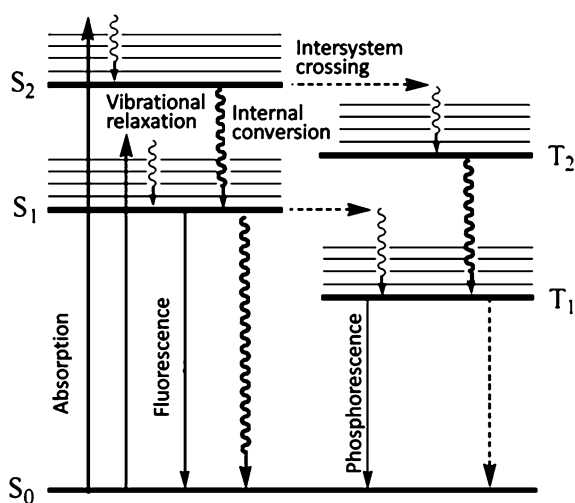 Intersystem
crossing
S2
Vibrational
relaxation
Internal
conversion
T2
S1
T1
Absorption
Fluorescence
Phosphorescence
S0